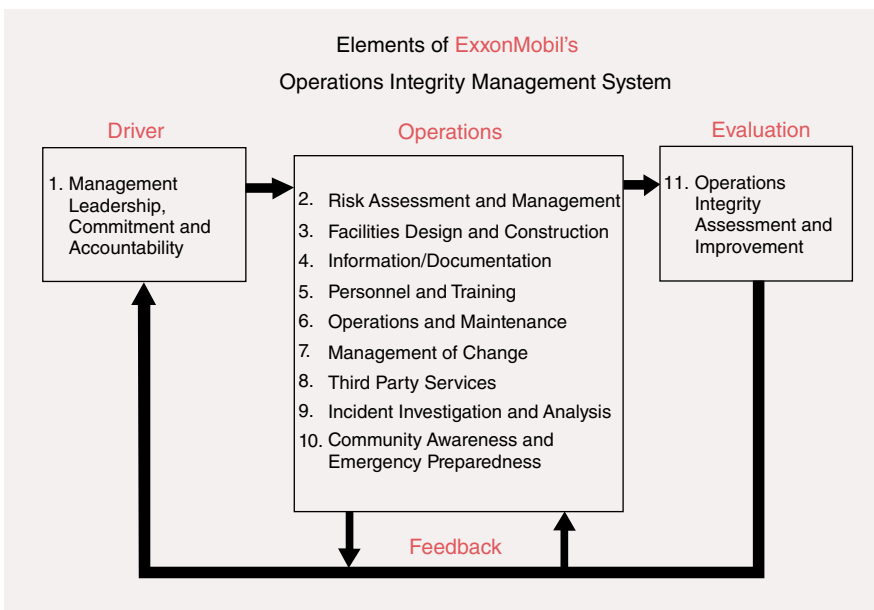 Elements of ExxonMobil's
Operations Integrity Management System
Driver
1. Management
Leadership,
Commitment and
Accountability
Operations
2. Risk Assessment and Management
3. Facilities Design and Construction
4. Information/Documentation
5. Personnel and Training
6. Operations and Maintenance
7. Management of Change
8. Third Party Services
9. Incident Investigation and Analysis
10. Community Awareness and
Emergency Preparedness
Evaluation
11. Operations
Integrity
Assessment and
Improvement
Feedback